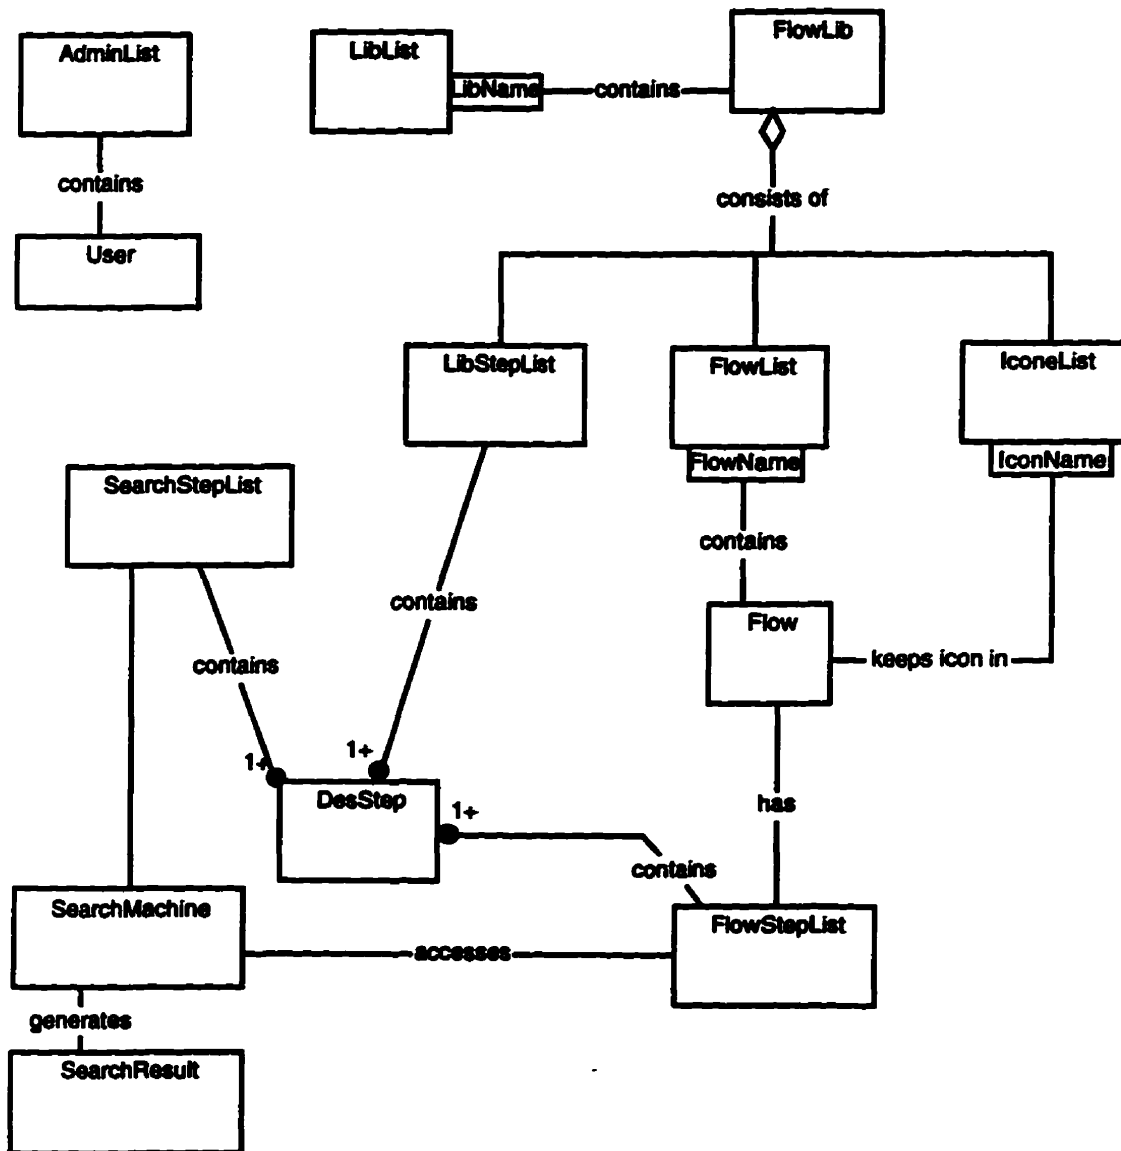 AdminList
LibList
FlowLib
LibName
contains
contains
consists of
User
LibStepList
FlowList
IconeList
FlowName
IconName
SearchStepList
contains
contains
Flow
contains
keeps icon in
1+
1+
DesStep
1+
has
contains
SearchMachine
FlowStepList
accesses
generates
SearchResult